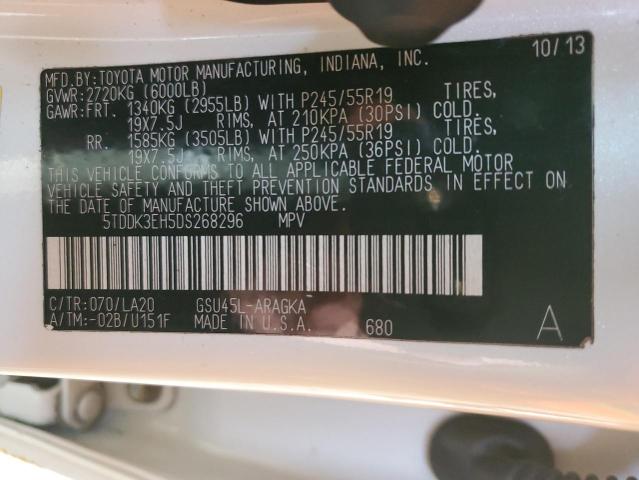 MFD.BY:TOYOTA MOTOR MANUFACTURING, INDIANA, INC. 10/13
GVWR:2720KG (6000LB)
GAWR:FRT. 1340KG (2955LB) WITH P245/55R19 TIRES,
19X7.5J RIMS, AT 210KPA (30PSI) COLD.
RR. 1585KG (3505LB) WITH P245/55R19 TIRES,
19X7.5J RIMS, AT 250KPA (36PSI) COLD.
THIS VEHICLE CONFORMS TO ALL APPLICABLE FEDERAL MOTOR
VEHICLE SAFETY AND THEFT PREVENTION STANDARDS IN EFFECT ON
THE DATE OF MANUFACTURE SHOWN ABOVE.
5TDDK3EH5DS268296 MPV
C/TR:070/LA20 GSU45L-ARAGKA
A/TM:-02B/U151F MADE IN U.S.A. 680 A